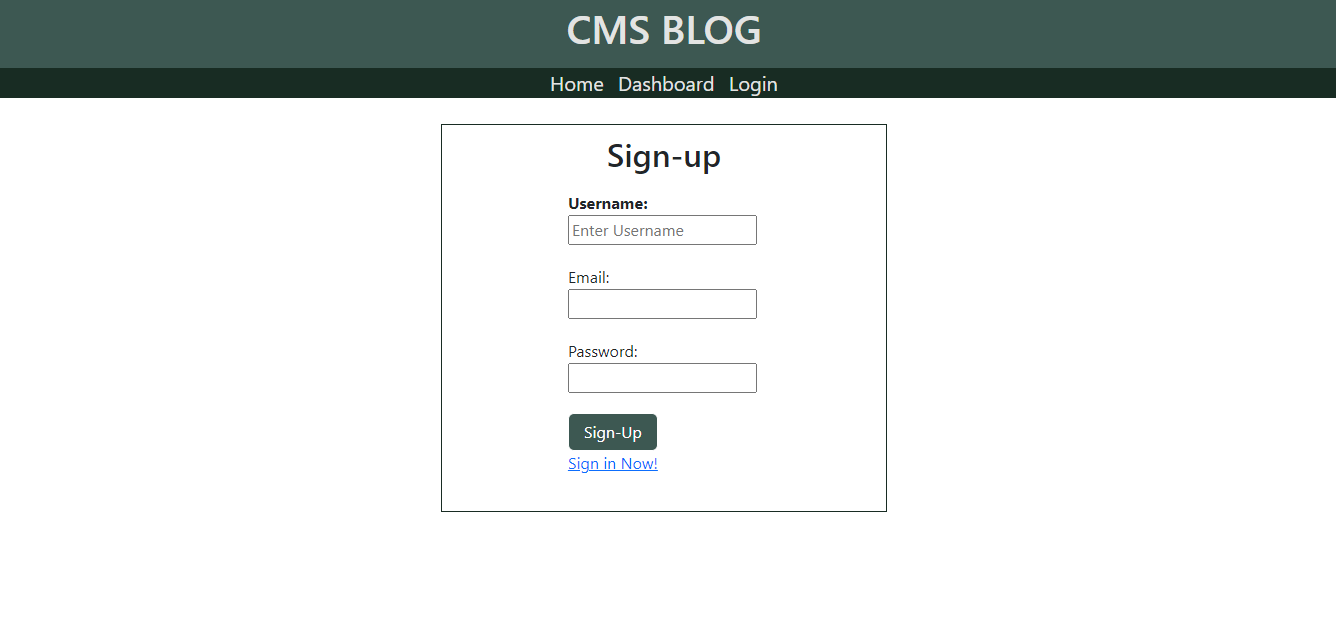 CMS BLOG
Home Dashboard Login
Sign-up
Username:
Enter Username
Email:
Password:
Sign-Up
Sign in Now!